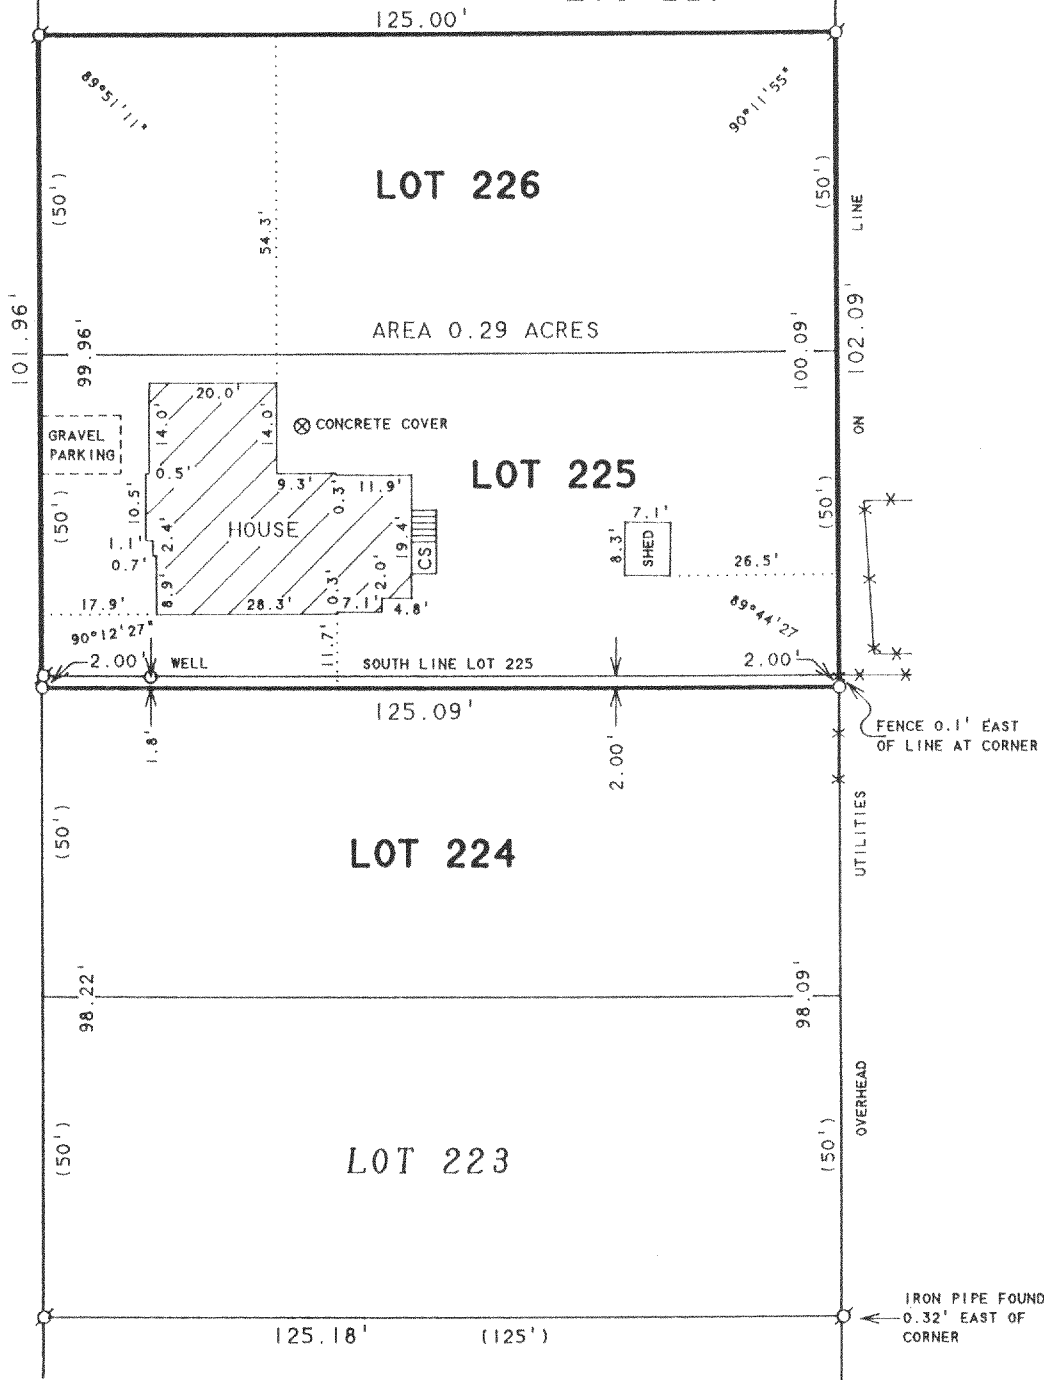 125.00'
89°51'11"
90°11'55"
LOT 226
(50')
(50')
LINE
54.3'
101.96'
99.96'
AREA 0.29 ACRES
100.09'
102.09'
20.0'
14.0'
14.0'
CONCRETE COVER
ON
GRAVEL
PARKING
0.5'
9.3'
0.3'
11.9'
LOT 225
(50')
(50')
10.5'
2.4'
HOUSE
19.4'
CS
7.1'
8.3'
SHED
26.5'
1.1'
0.7'
8.9'
17.9'
28.3'
0.3'
7.1'
2.0'
4.8'
89°44'27
90°12'27"
2.00'
WELL
11.7'
SOUTH LINE LOT 225
2.00'
125.09'
1.8'
2.00'
FENCE 0.1' EAST
OF LINE AT CORNER
(50')
LOT 224
UTILITIES
98.22'
98.09'
OVERHEAD
(50')
LOT 223
(50')
125.18'
(125')
IRON PIPE FOUND
0.32' EAST OF
CORNER